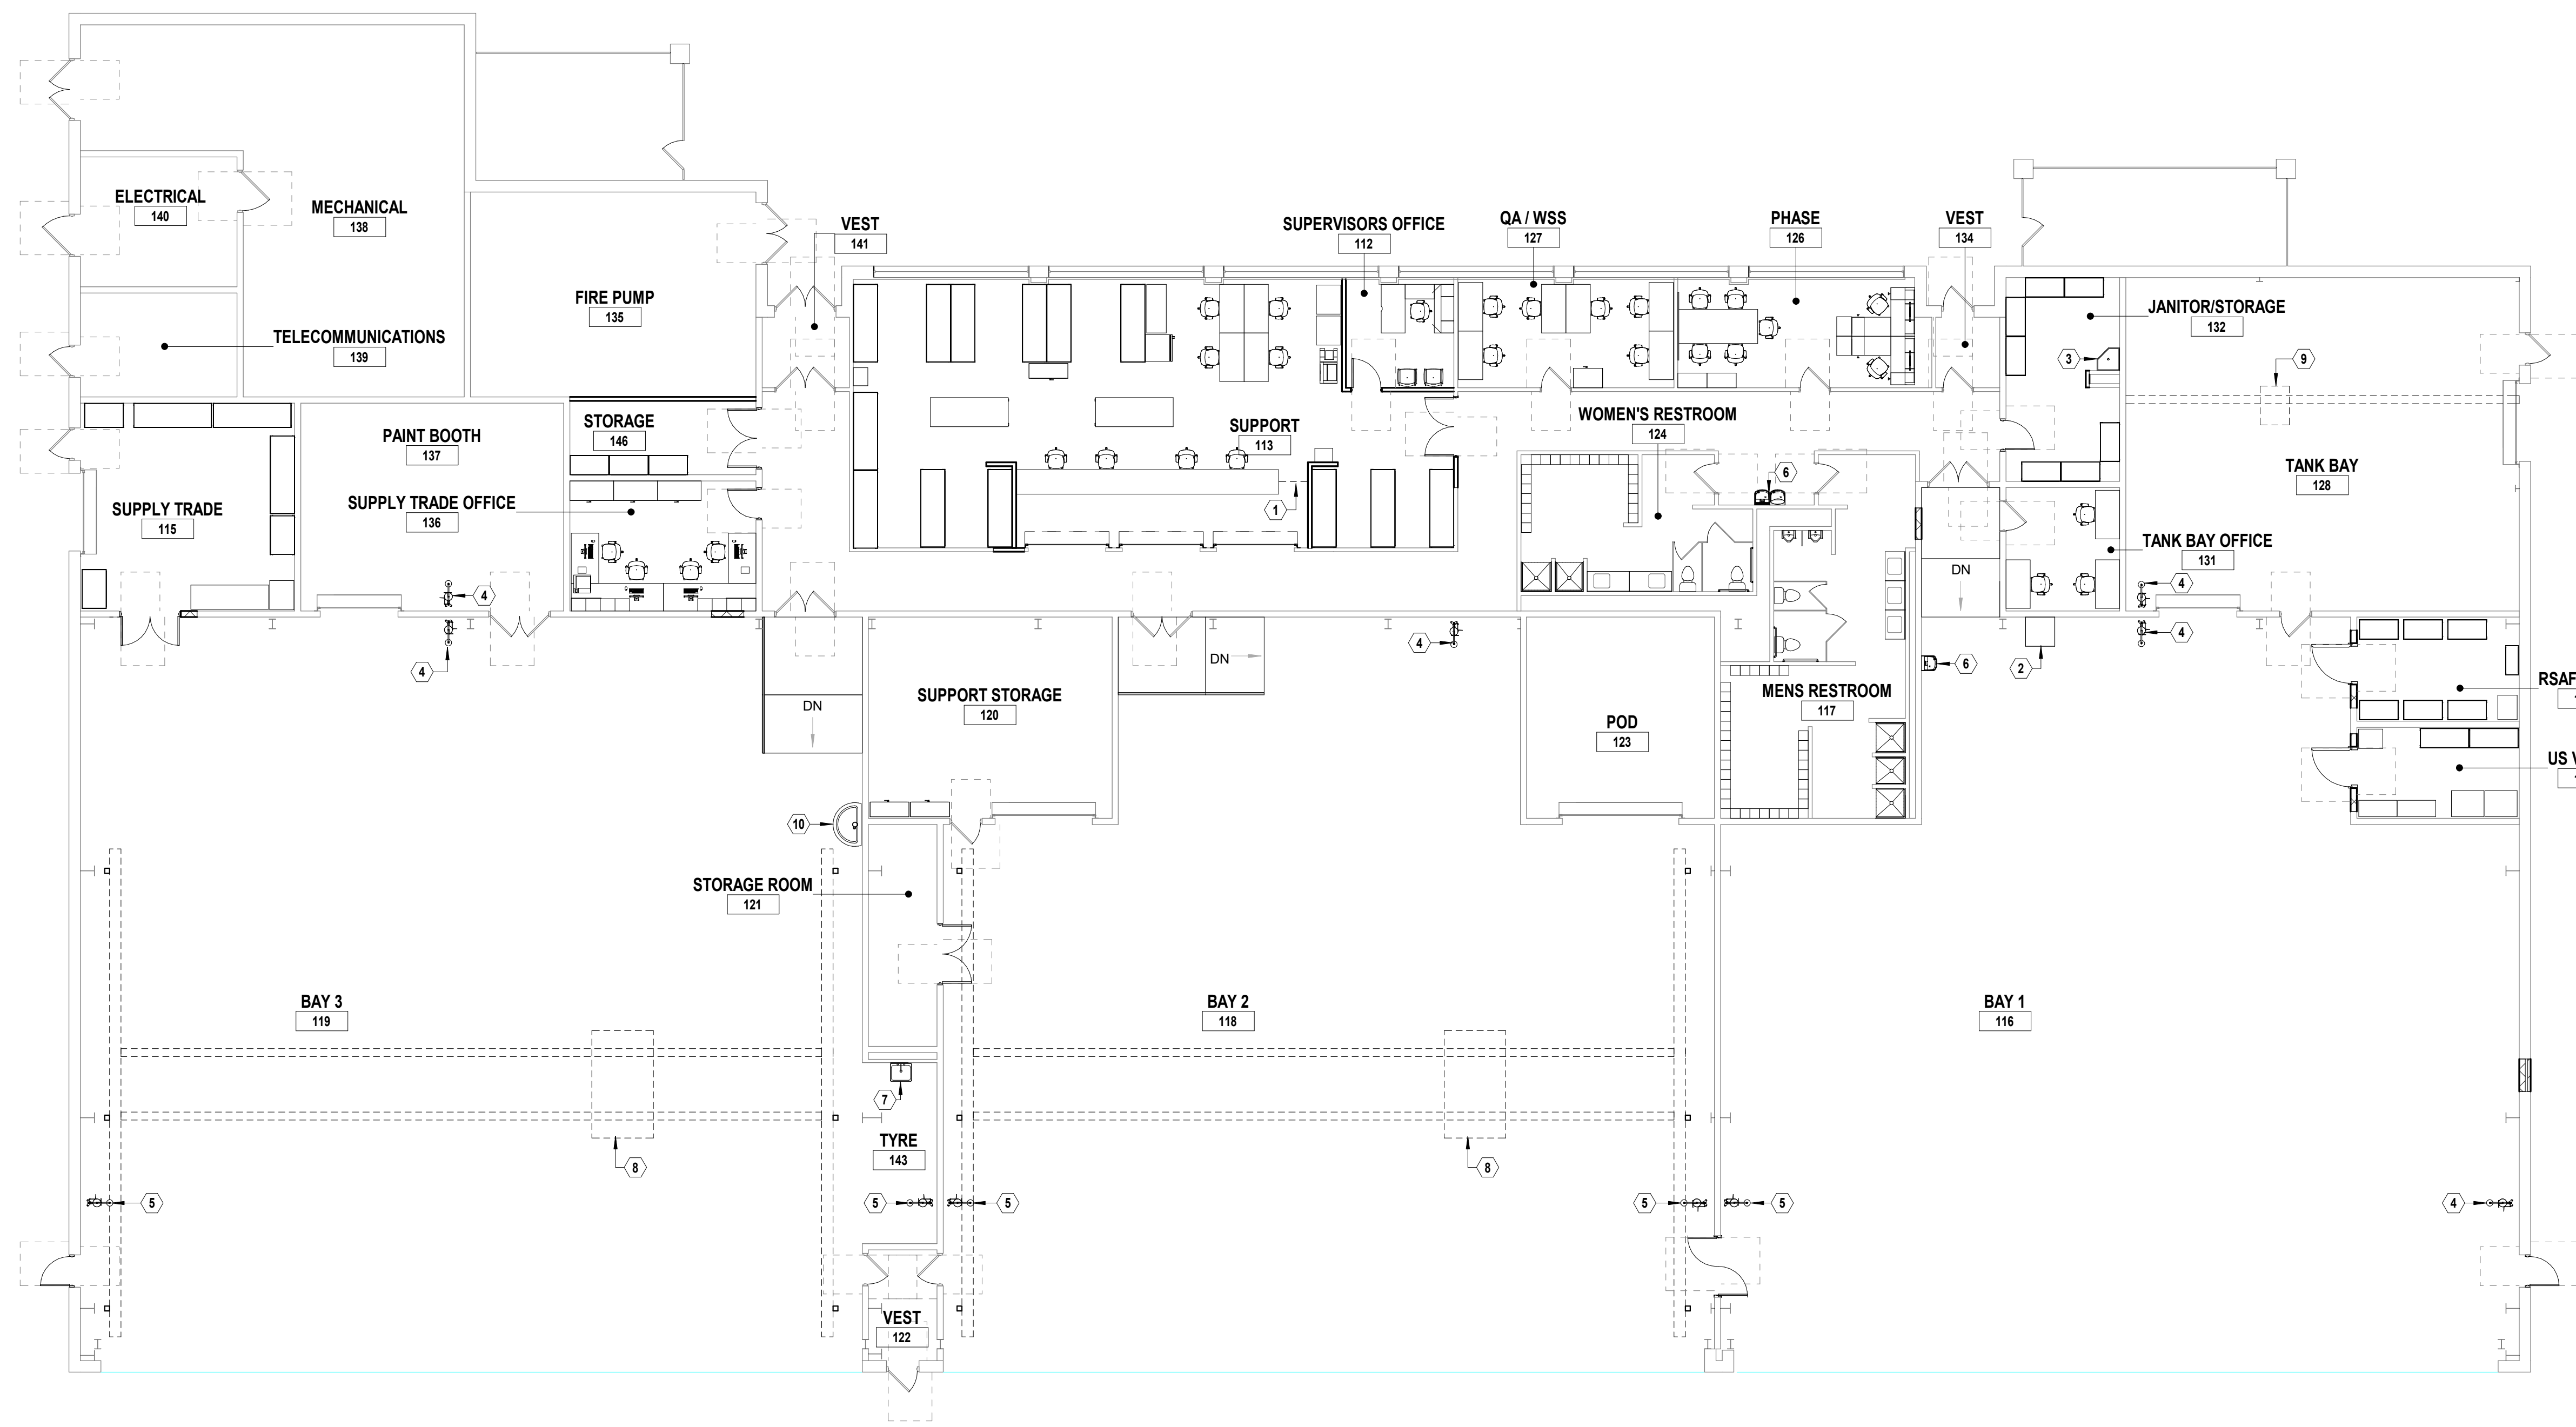 ELECTRICAL
140
MECHANICAL
138
VEST
141
SUPERVISORS OFFICE
112
QA / WSS
127
PHASE
126
VEST
134
FIRE PUMP
135
JANITOR/STORAGE
132
TELECOMMUNICATIONS
139
3
9
STORAGE
146
PAINT BOOTH
137
SUPPORT
113
WOMEN'S RESTROOM
124
TANK BAY
128
6
SUPPLY TRADE
115
SUPPLY TRADE OFFICE
136
1
TANK BAY OFFICE
131
DN
4
4
4
4
4
2
6
DN
RSAF
SUPPORT STORAGE
120
MENS RESTROOM
117
DN
POD
123
US
10
STORAGE ROOM
121
BAY 3
119
BAY 2
118
BAY 1
116
7
TYRE
143
8
8
5
5
5
5
5
4
VEST
122